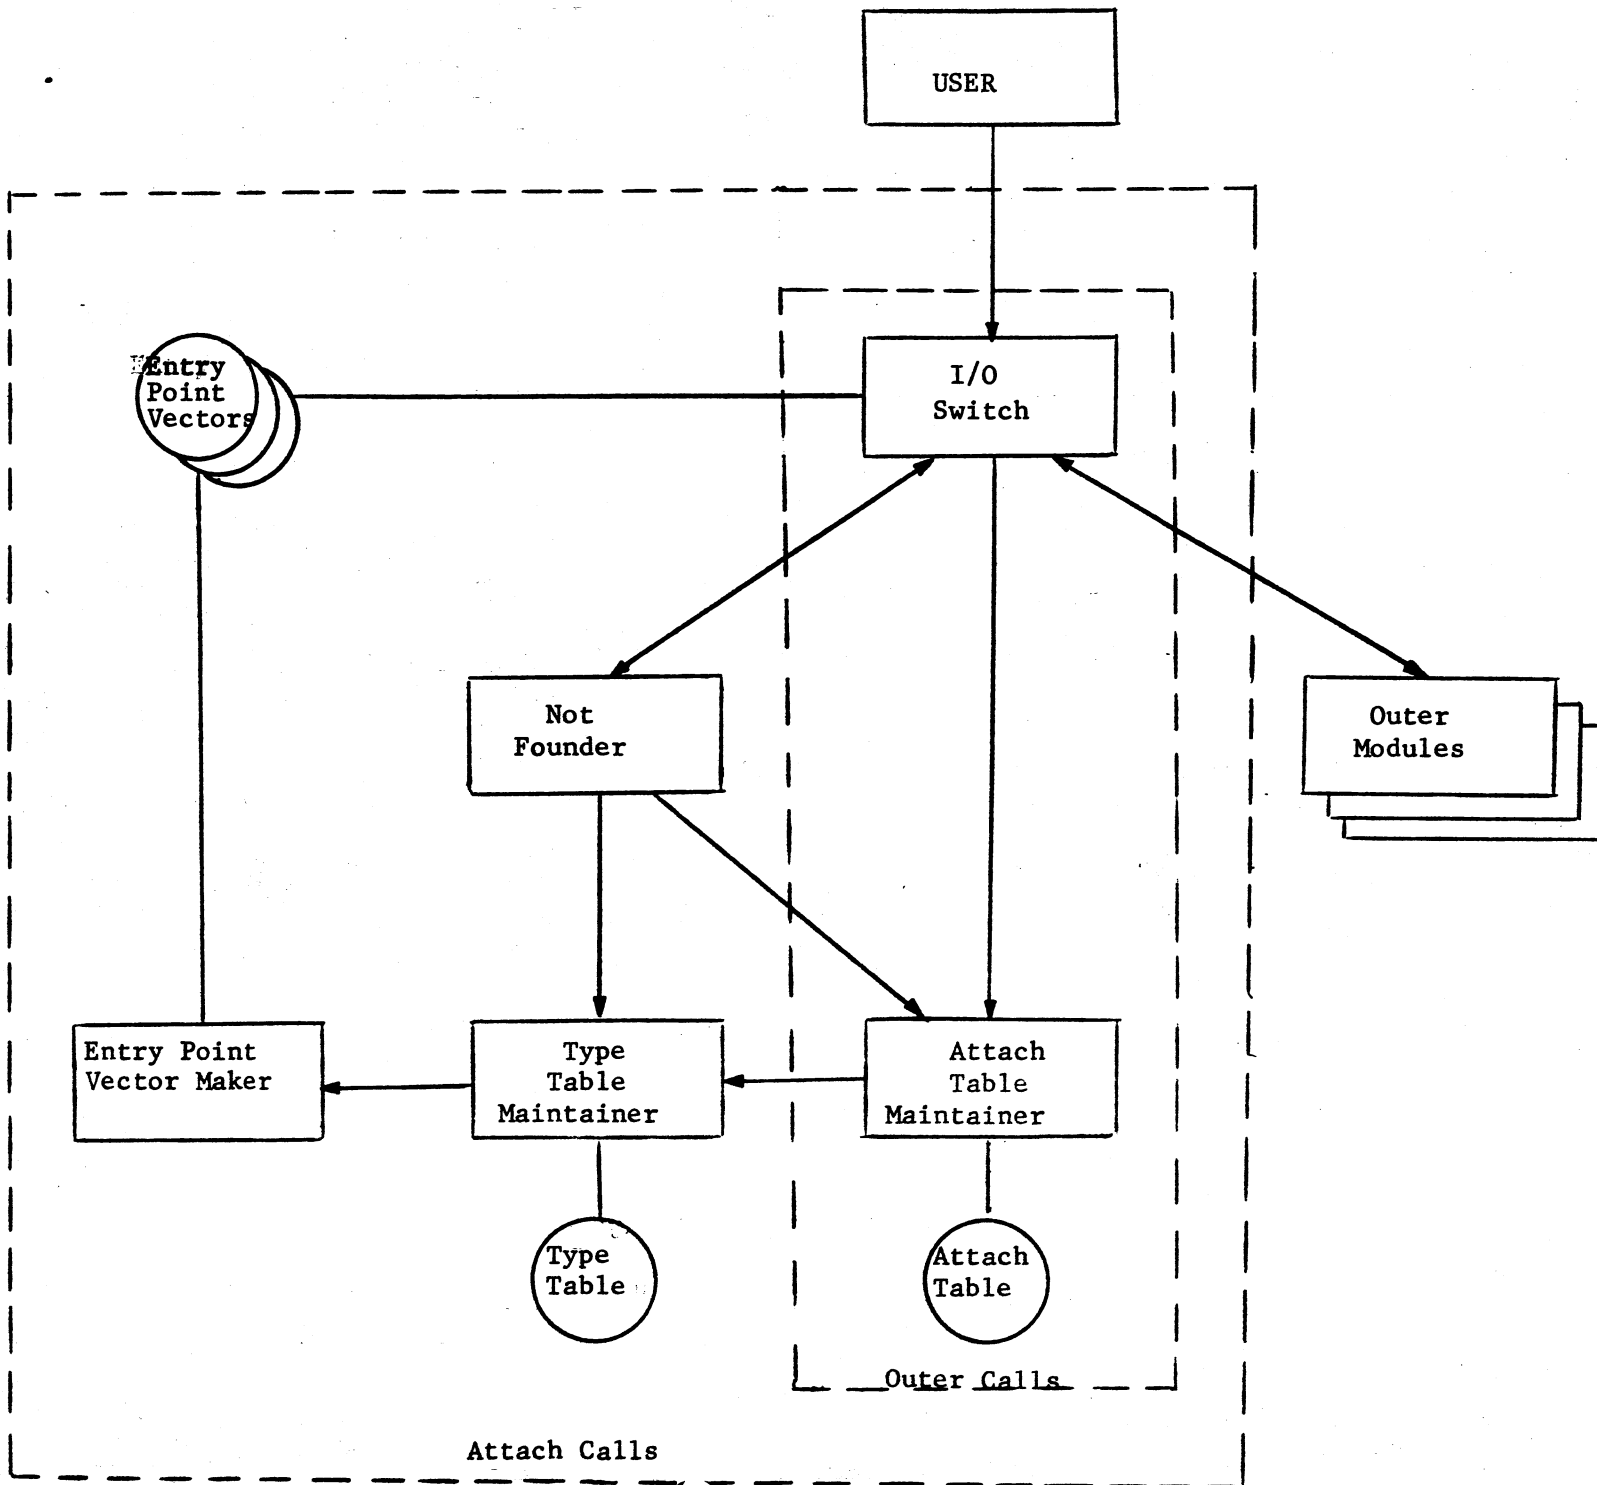 USER
Entry
Point
Vectors
I/O
Switch
Not
Founder
Outer
Modules
Entry Point
Vector Maker
Type
Table
Maintainer
Attach
Table
Maintainer
Type
Table
Attach
Table
Outer Calls
Attach Calls